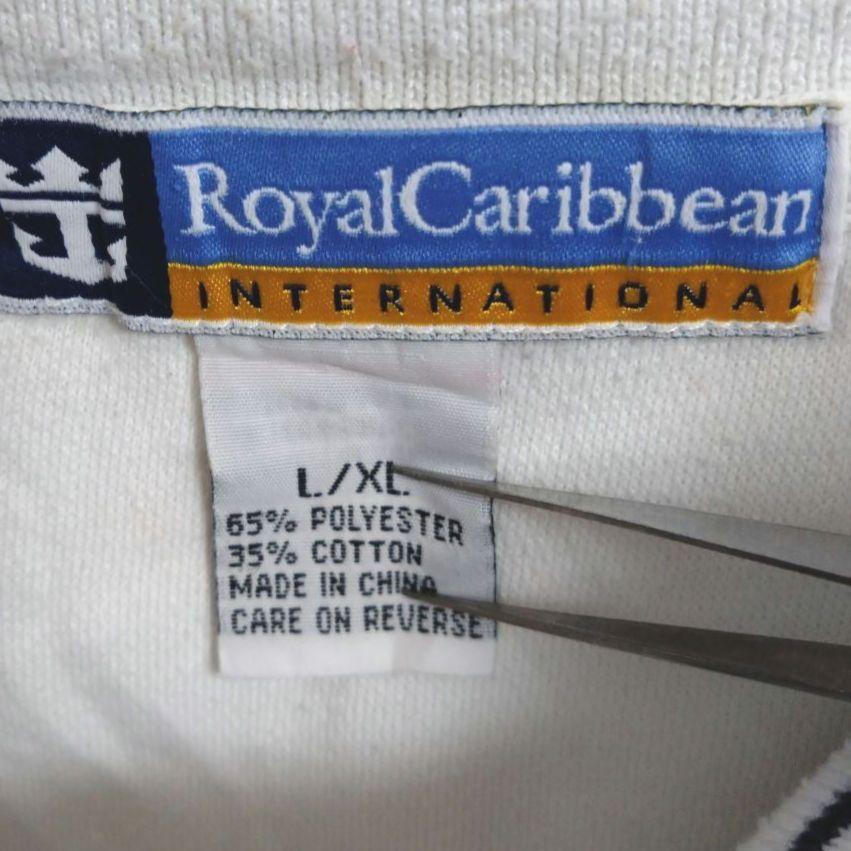 RoyalCaribbean
INTERNATIONAL
L/XL
65% POLYESTER
35% COTTON
MADE IN CHINA
CARE ON REVERSE